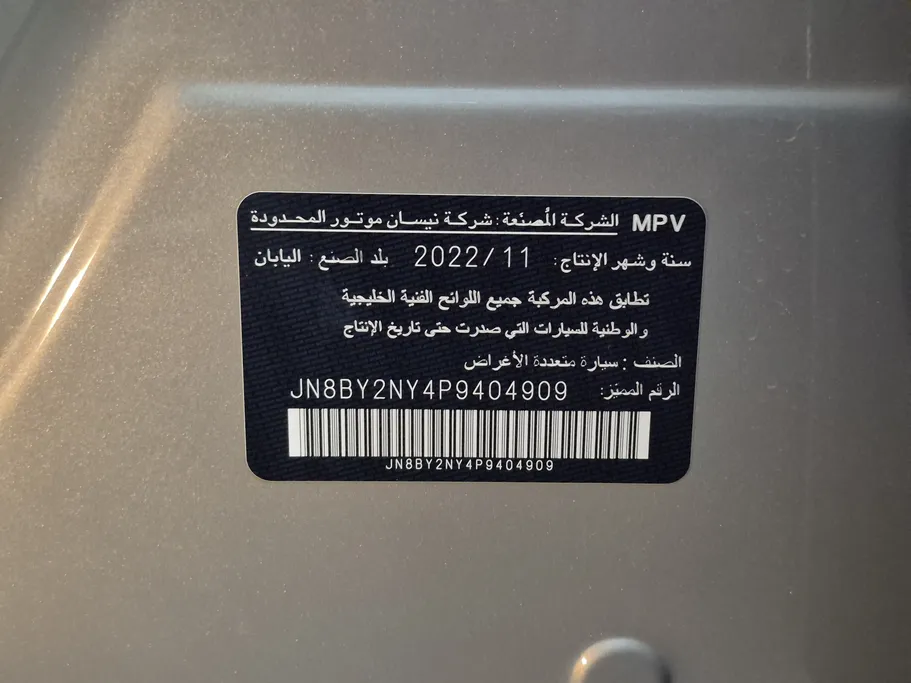 MPV الشركة المُصنّعة: شركة نيسان موتور المحدودة
سنة وشهر الإنتاج: 2022/11 بلد الصنع: اليابان
تطابق هذه المركبة جميع اللوائح الفنية الخليجية
والوطنية للسيارات التي صدرت حتى تاريخ الإنتاج
الصنف: سيارة متعددة الأغراض
الرقم المميّز: JN8BY2NY4P9404909
JN8BY2NY4P9404909